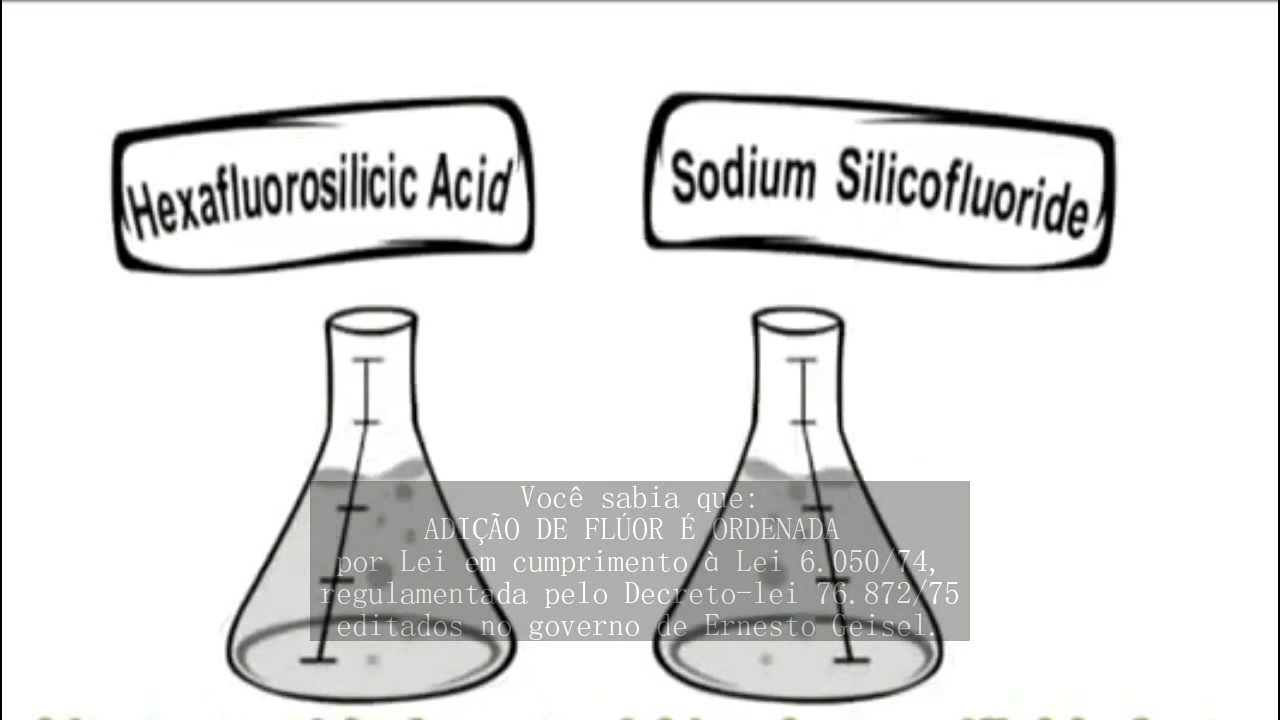 Hexafluorosilicic Acid
Sodium Silicofluoride
Você sabia que:
ADIÇÃO DE FLÚOR É ORDENADA
por Lei em cumprimento à Lei 6.050/74,
regulamentada pelo Decreto-lei 76.872/75
editados no governo de Ernesto Geisel.